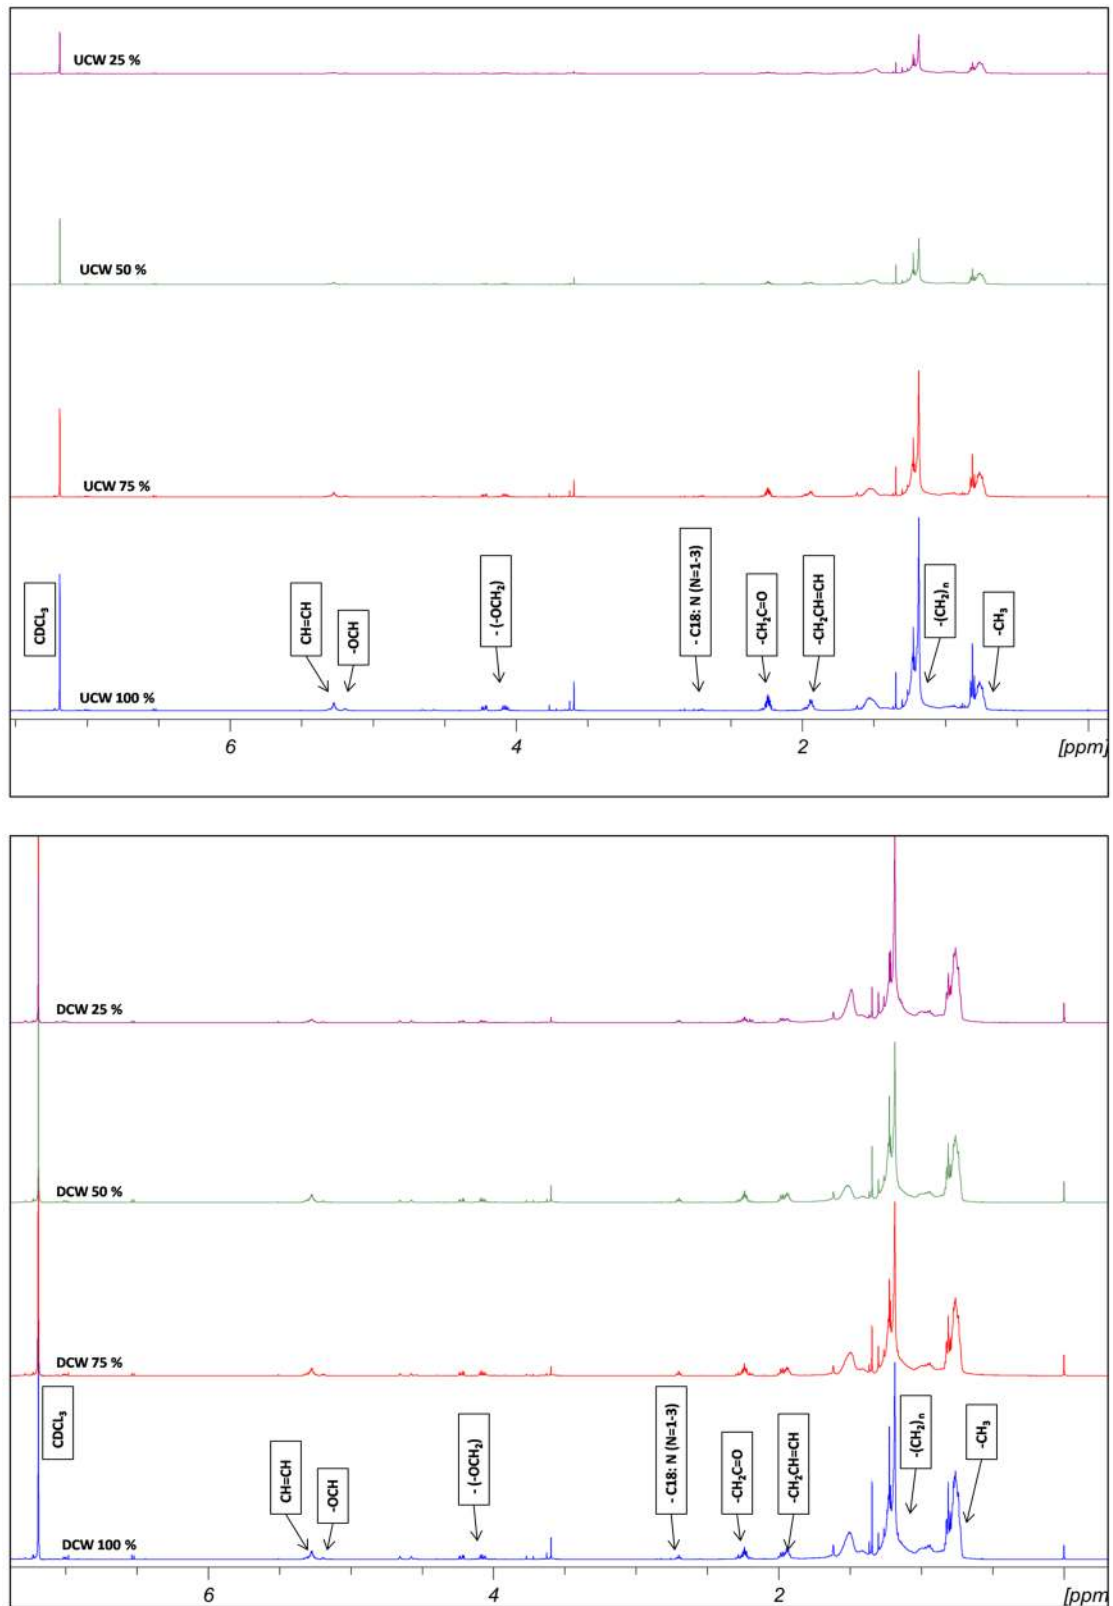 UCW 25 %
UCW 50 %
UCW 75 %
CDCL₃
CH=CH
-OCH
- (-OCH₂)
- C18: N (N=1-3)
-CH₂C=O
-CH₂CH=CH
-(CH₂)n
-CH₃
UCW 100 %
6 4 2 [ppm]
DCW 25 %
DCW 50 %
DCW 75 %
CDCL₃
CH=CH
-OCH
- (-OCH₂)
- C18: N (N=1-3)
-CH₂C=O
-CH₂CH=CH
-(CH₂)n
-CH₃
DCW 100 %
6 4 2 [ppm